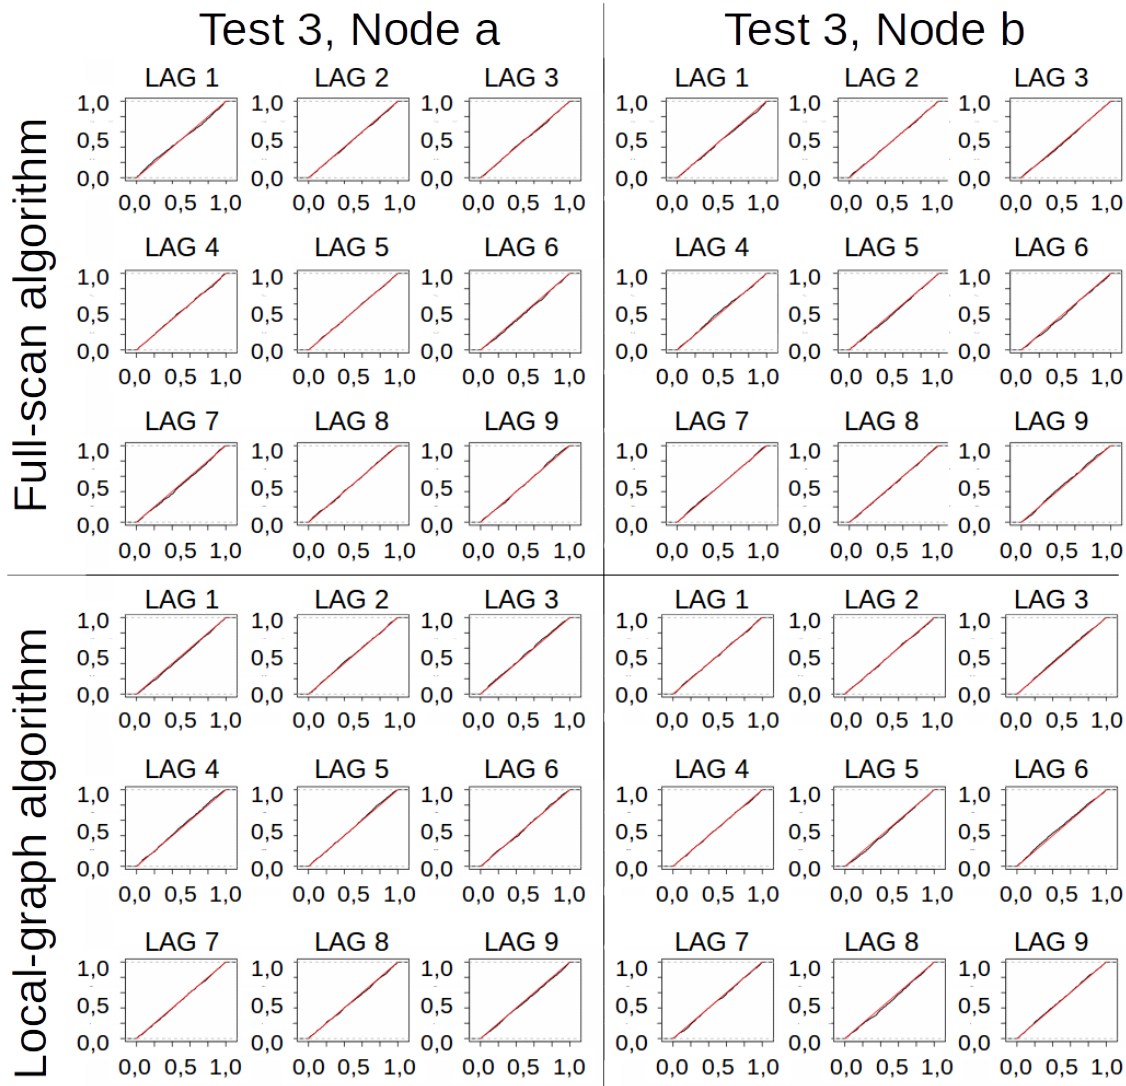 Test 3, Node a
Test 3, Node b
Full-scan algorithm
LAG 1 LAG 2 LAG 3 LAG 1 LAG 2 LAG 3
1,0 1,0 1,0 1,0 1,0 1,0
0,5 0,5 0,5 0,5 0,5 0,5
0,0 0,0 0,0 0,0 0,0 0,0
0,0 0,5 1,0 0,0 0,5 1,0 0,0 0,5 1,0 0,0 0,5 1,0 0,0 0,5 1,0 0,0 0,5 1,0
LAG 4 LAG 5 LAG 6 LAG 4 LAG 5 LAG 6
1,0 1,0 1,0 1,0 1,0 1,0
0,5 0,5 0,5 0,5 0,5 0,5
0,0 0,0 0,0 0,0 0,0 0,0
0,0 0,5 1,0 0,0 0,5 1,0 0,0 0,5 1,0 0,0 0,5 1,0 0,0 0,5 1,0 0,0 0,5 1,0
LAG 7 LAG 8 LAG 9 LAG 7 LAG 8 LAG 9
1,0 1,0 1,0 1,0 1,0 1,0
0,5 0,5 0,5 0,5 0,5 0,5
0,0 0,0 0,0 0,0 0,0 0,0
0,0 0,5 1,0 0,0 0,5 1,0 0,0 0,5 1,0 0,0 0,5 1,0 0,0 0,5 1,0 0,0 0,5 1,0
Local-graph algorithm
LAG 1 LAG 2 LAG 3 LAG 1 LAG 2 LAG 3
1,0 1,0 1,0 1,0 1,0 1,0
0,5 0,5 0,5 0,5 0,5 0,5
0,0 0,0 0,0 0,0 0,0 0,0
0,0 0,5 1,0 0,0 0,5 1,0 0,0 0,5 1,0 0,0 0,5 1,0 0,0 0,5 1,0 0,0 0,5 1,0
LAG 4 LAG 5 LAG 6 LAG 4 LAG 5 LAG 6
1,0 1,0 1,0 1,0 1,0 1,0
0,5 0,5 0,5 0,5 0,5 0,5
0,0 0,0 0,0 0,0 0,0 0,0
0,0 0,5 1,0 0,0 0,5 1,0 0,0 0,5 1,0 0,0 0,5 1,0 0,0 0,5 1,0 0,0 0,5 1,0
LAG 7 LAG 8 LAG 9 LAG 7 LAG 8 LAG 9
1,0 1,0 1,0 1,0 1,0 1,0
0,5 0,5 0,5 0,5 0,5 0,5
0,0 0,0 0,0 0,0 0,0 0,0
0,0 0,5 1,0 0,0 0,5 1,0 0,0 0,5 1,0 0,0 0,5 1,0 0,0 0,5 1,0 0,0 0,5 1,0